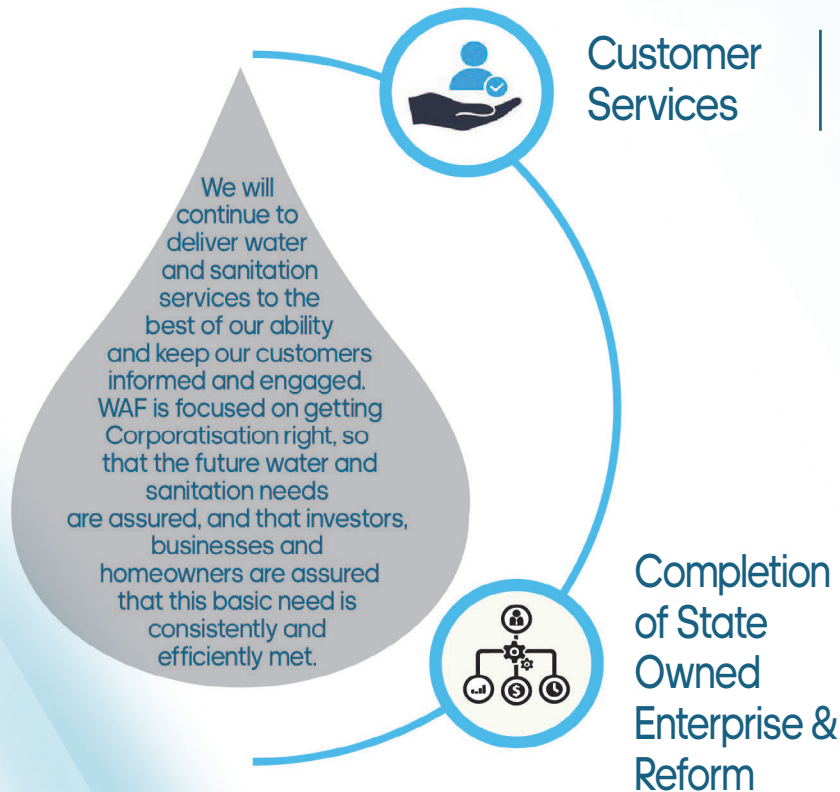 Customer
Services
We will
continue to
deliver water
and sanitation
services to the
best of our ability
and keep our customers
informed and engaged.
WAF is focused on getting
Corporatisation right, so
that the future water and
sanitation needs
are assured, and that investors,
businesses and
homeowners are assured
that this basic need is
consistently and
efficiently met.
Completion
of State
Owned
Enterprise &
Reform